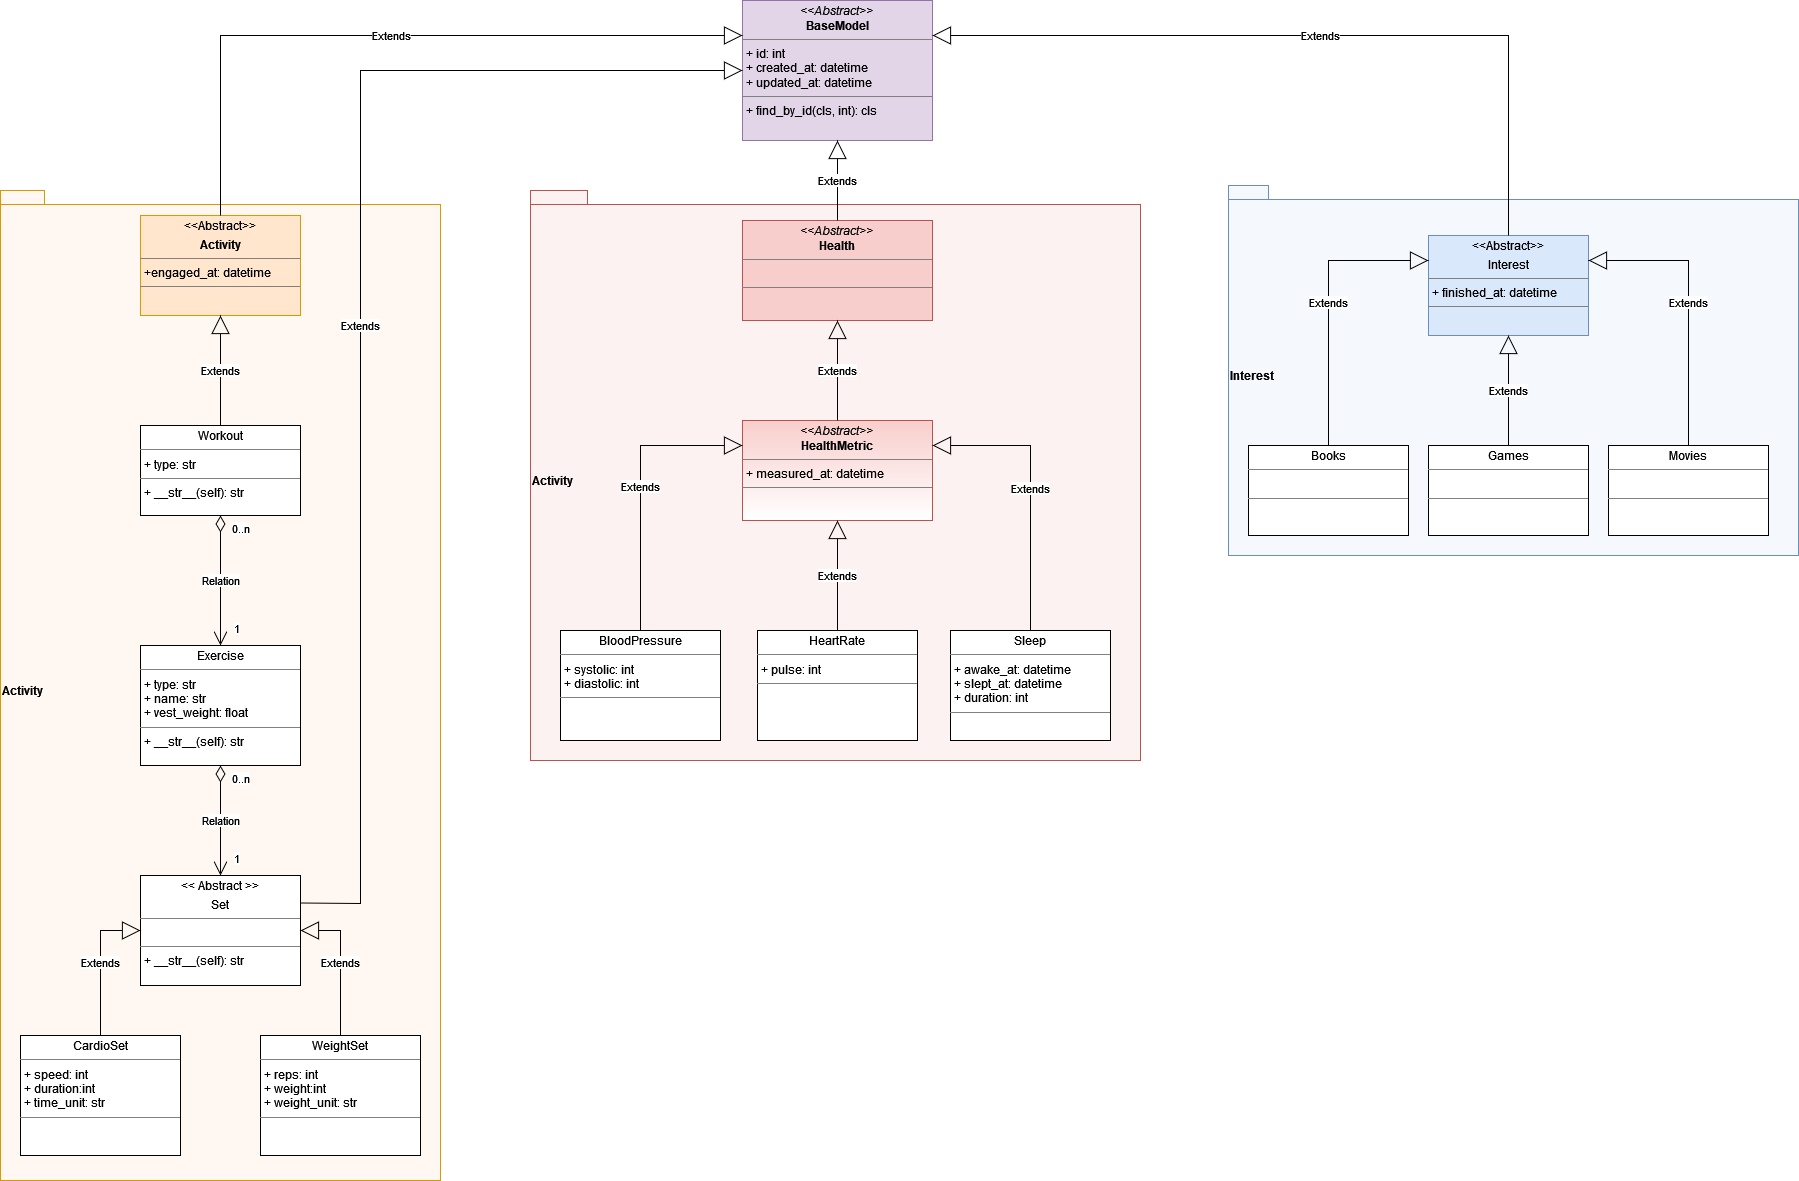 <<Abstract>>
BaseModel
+ id: int
+ created_at: datetime
+ updated_at: datetime
+ find_by_id(cls, int): cls
Extends
Extends
Extends
Extends
Activity
<<Abstract>>
Activity
+engaged_at: datetime
Extends
Workout
+ type: str
+ __str__(self): str
0..n
Relation
1
Exercise
+ type: str
+ name: str
+ vest_weight: float
+ __str__(self): str
0..n
Relation
1
<< Abstract >>
Set
+ __str__(self): str
Extends
Extends
CardioSet
+ speed: int
+ duration:int
+ time_unit: str
WeightSet
+ reps: int
+ weight:int
+ weight_unit: str
Activity
<<Abstract>>
Health
Extends
<<Abstract>>
HealthMetric
+ measured_at: datetime
Extends
Extends
Extends
BloodPressure
+ systolic: int
+ diastolic: int
HeartRate
+ pulse: int
Sleep
+ awake_at: datetime
+ slept_at: datetime
+ duration: int
Interest
<<Abstract>>
Interest
+ finished_at: datetime
Extends
Extends
Extends
Books
Games
Movies